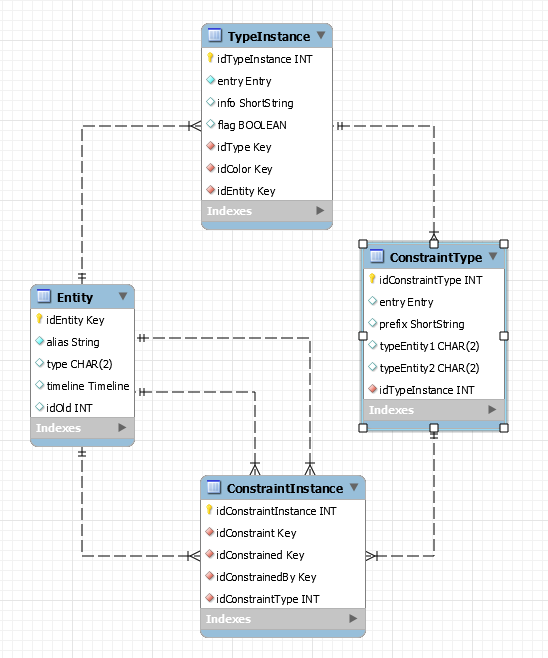 TypeInstance
idTypeInstance INT
entry Entry
info ShortString
flag BOOLEAN
idType Key
idColor Key
idEntity Key
Indexes
ConstraintType
idConstraintType INT
entry Entry
prefix ShortString
typeEntity1 CHAR(2)
typeEntity2 CHAR(2)
idTypeInstance INT
Indexes
Entity
idEntity Key
alias String
type CHAR(2)
timeline Timeline
idOld INT
Indexes
ConstraintInstance
idConstraintInstance INT
idConstraint Key
idConstrained Key
idConstrainedBy Key
idConstraintType INT
Indexes